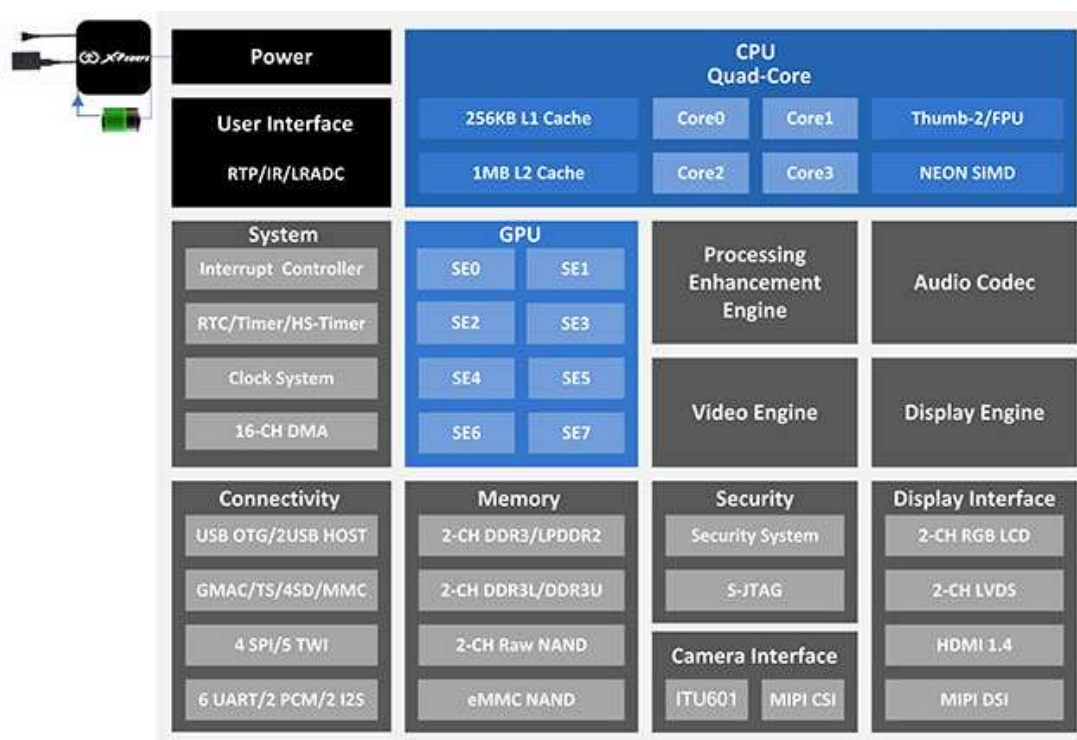 XPowers
Power
User Interface
RTP/IR/LRADC
CPU
Quad-Core
256KB L1 Cache
Core0
Core1
Thumb-2/FPU
1MB L2 Cache
Core2
Core3
NEON SIMD
System
Interrupt Controller
RTC/Timer/HS-Timer
Clock System
16-CH DMA
GPU
SE0
SE1
SE2
SE3
SE4
SE5
SE6
SE7
Processing
Enhancement
Engine
Audio Codec
Video Engine
Display Engine
Connectivity
USB OTG/2USB HOST
GMAC/TS/4SD/MMC
4 SPI/5 TWI
6 UART/2 PCM/2 I2S
Memory
2-CH DDR3/LPDDR2
2-CH DDR3L/DDR3U
2-CH Raw NAND
eMMC NAND
Security
Security System
S-JTAG
Camera Interface
ITU601
MIPI CSI
Display Interface
2-CH RGB LCD
2-CH LVDS
HDMI 1.4
MIPI DSI